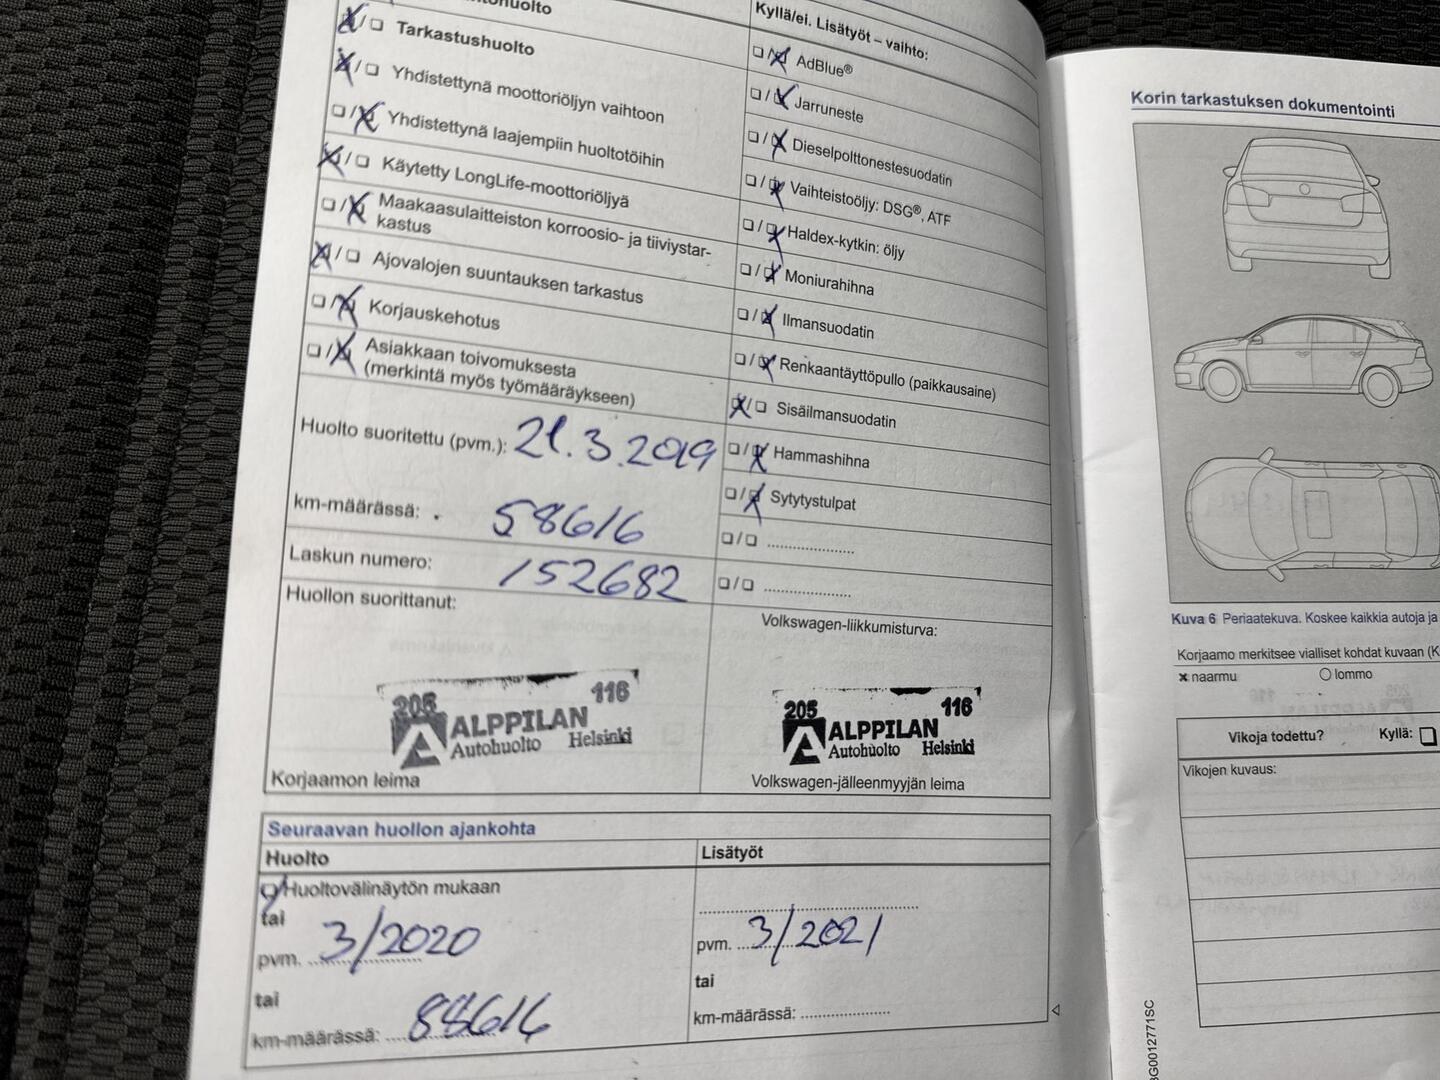 Tarkastushuolto
Yhdistettynä moottoriöljyn vaihtoon
Yhdistettynä laajempiin huoltotöihin
Käytetty LongLife-moottoriöljyä
Maakaasulaitteiston korroosio- ja tiiviystar-
kastus
Ajovalojen suuntauksen tarkastus
Korjauskehotus
Asiakkaan toivomuksesta
(merkintä myös työmääräykseen)
Huolto suoritettu (pvm.): 21.3.2019
km-määrässä: 58616
Laskun numero: 152682
Huollon suorittanut:
205 116
ALPPILAN
Autohuolto Helsinki
Korjaamon leima
Kyllä/ei. Lisätyöt – vaihto:
AdBlue®
Jarruneste
Dieselpolttonestesuodatin
Vaihteistoöljy: DSG®, ATF
Haldex-kytkin: öljy
Moniurahihna
Ilmansuodatin
Renkaantäyttöpullo (paikkausaine)
Sisäilmansuodatin
Hammashihna
Sytytystulpat
Volkswagen-liikkumisturva:
205 116
ALPPILAN
Autohuolto Helsinki
Volkswagen-jälleenmyyjän leima
Seuraavan huollon ajankohta
Huolto
Huoltovälinäytön mukaan
tai
pvm. 3/2020
tai
km-määrässä: 88616
Lisätyöt
pvm. 3/2021
tai
km-määrässä:
Korin tarkastuksen dokumentointi
Kuva 6 Periaatekuva. Koskee kaikkia autoja ja
Korjaamo merkitsee vialliset kohdat kuvaan (K
x naarmu O lommo
Vikoja todettu? Kyllä:
Vikojen kuvaus:
BG0012771SC